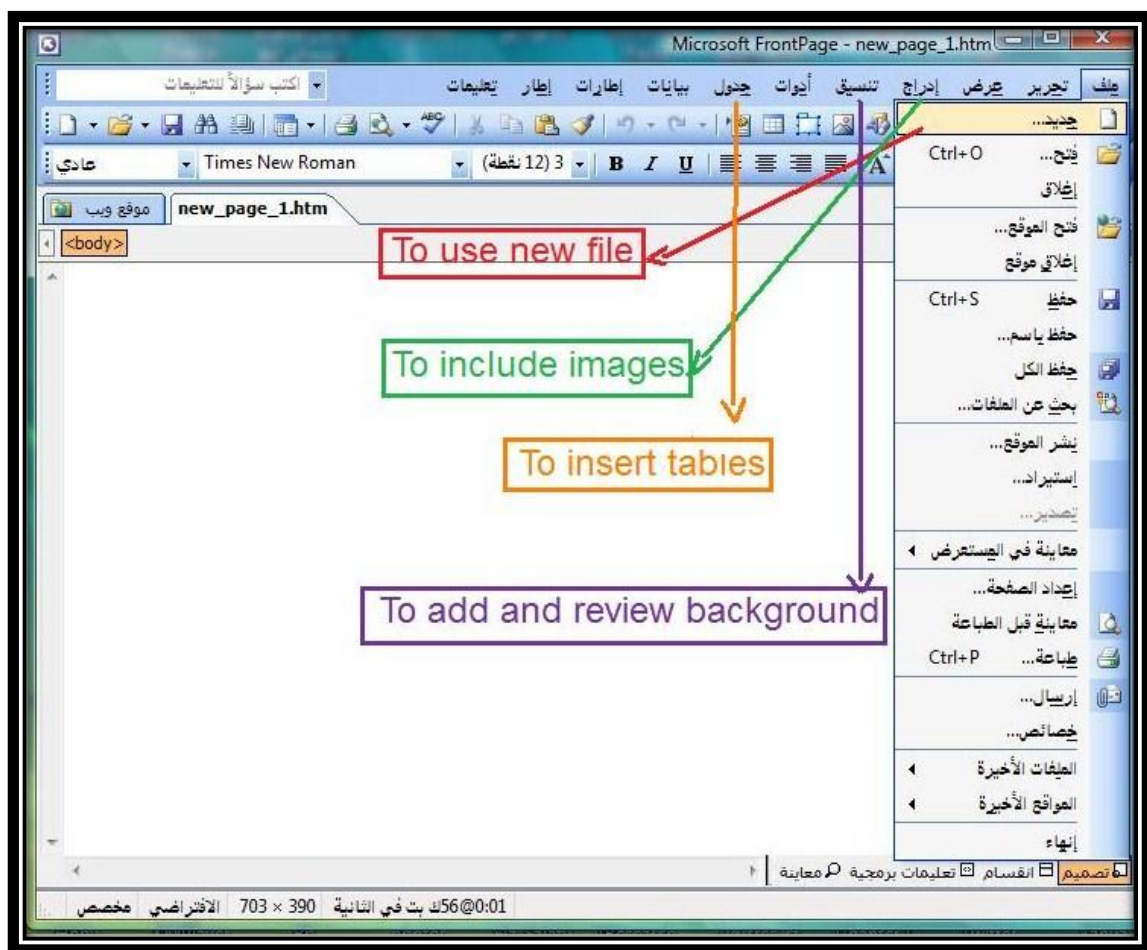 Microsoft FrontPage - new_page_1.htm
ملف تحرير عرض إدراج تنسيق أدوات جدول بيانات إطارات إطار تعليمات اكتب سؤالاً للتعليمات
عادي Times New Roman 3 (12 نقطة) B I U A
موقع ويب new_page_1.htm
<body>
جديد...
فتح... Ctrl+O
إغلاق
فتح الموقع...
إغلاق موقع
حفظ Ctrl+S
حفظ باسم...
حفظ الكل
بحث عن الملفات...
نشر الموقع...
إستيراد...
تصدير...
معاينة في المستعرض
إعداد الصفحة...
معاينة قبل الطباعة
طباعة... Ctrl+P
إرسال...
خصائص...
الملفات الأخيرة
المواقع الأخيرة
إنهاء
To use new file
To include images
To insert tables
To add and review background
تصميم انقسام تعليمات برمجية معاينة
56@0:01ك بت في الثانية 390 × 703 الافتراضي مخصص